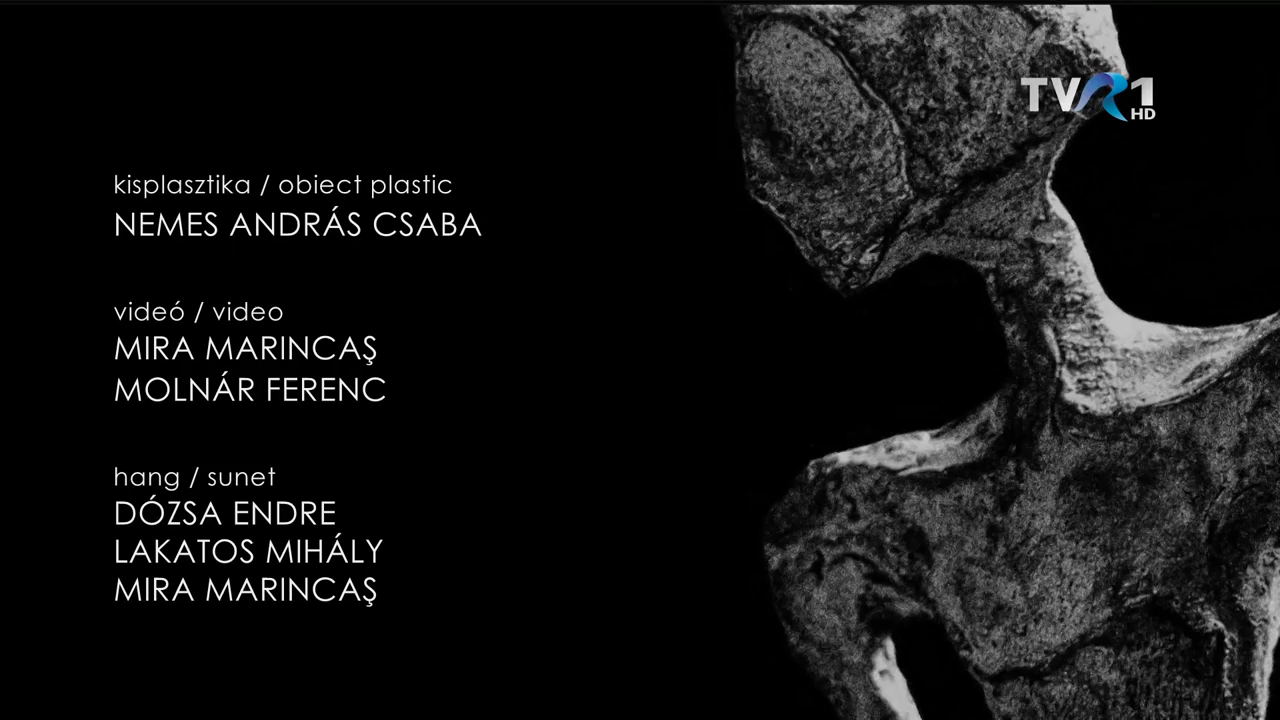 TVR1
HD
kisplasztika / obiect plastic
NEMES ANDRÁS CSABA
videó / video
MIRA MARINCAŞ
MOLNÁR FERENC
hang / sunet
DÓZSA ENDRE
LAKATOS MIHÁLY
MIRA MARINCAŞ